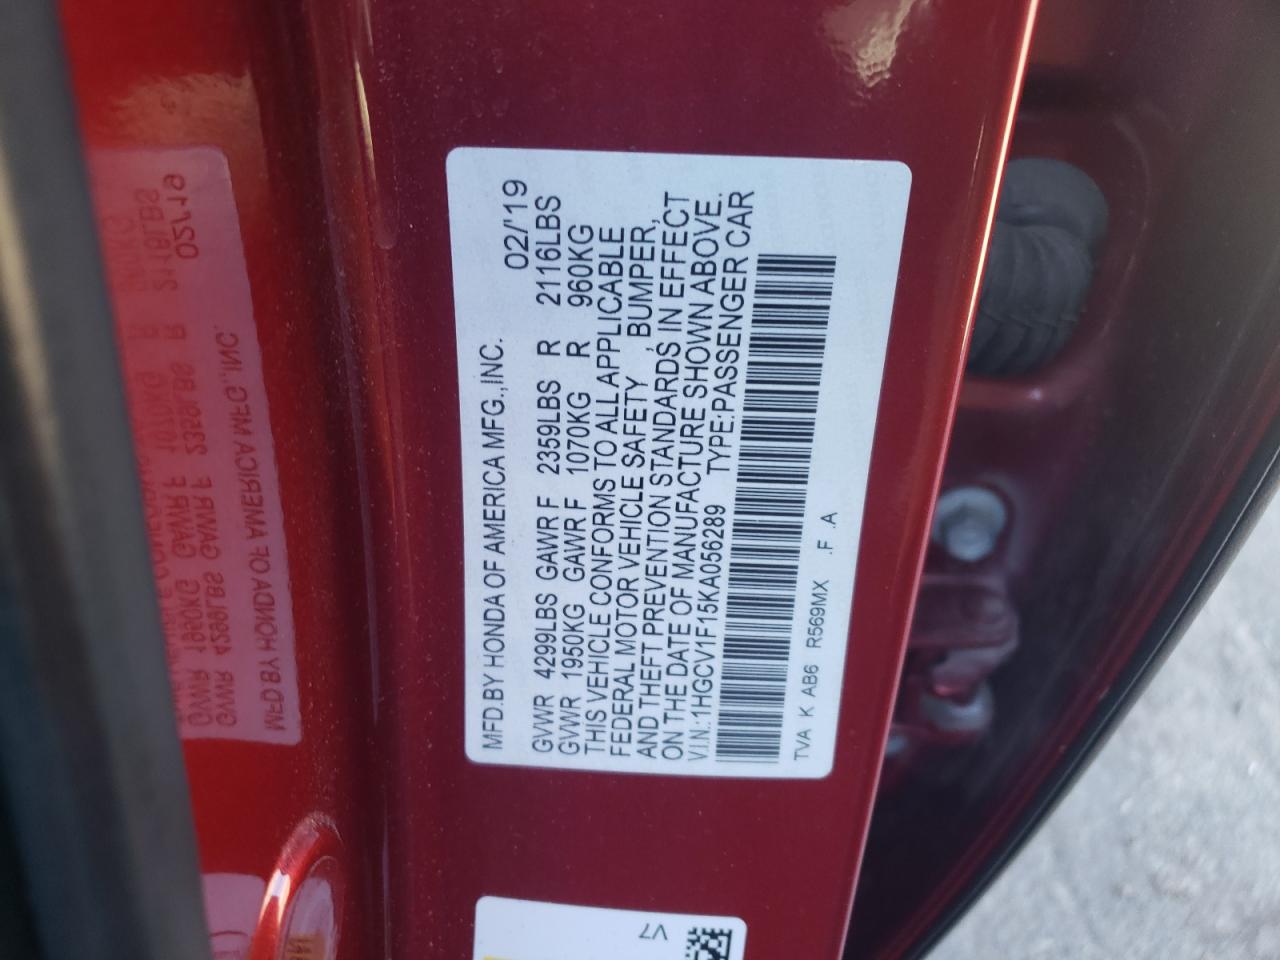 MFD.BY HONDA OF AMERICA MFG.,INC. 02/'19
GVWR 4299LBS GAWR F 2359LBS R 2116LBS
GVWR 1950KG GAWR F 1070KG R 960KG
THIS VEHICLE CONFORMS TO ALL APPLICABLE
FEDERAL MOTOR VEHICLE SAFETY , BUMPER,
AND THEFT PREVENTION STANDARDS IN EFFECT
ON THE DATE OF MANUFACTURE SHOWN ABOVE.
V.I.N.:1HGCV1F15KA056289 TYPE:PASSENGER CAR
TVA K AB6 R569MX .F .A
V7